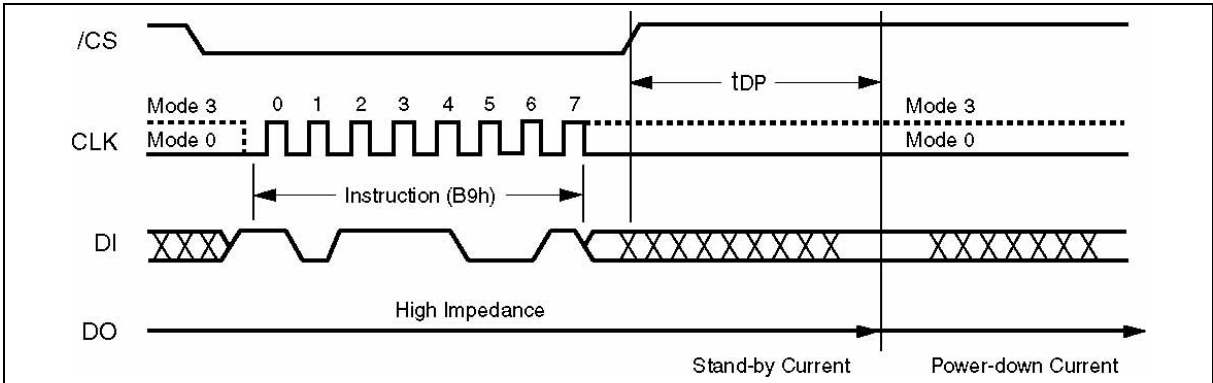 /CS
tDP
Mode 3 0 1 2 3 4 5 6 7 Mode 3
CLK Mode 0 Mode 0
Instruction (B9h)
DI
High Impedance
DO
Stand-by Current Power-down Current